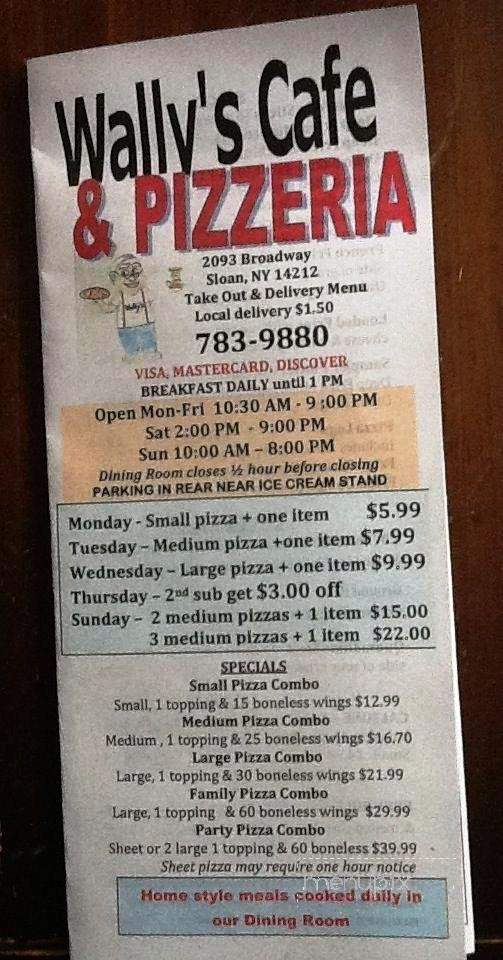 Wally's Cafe
& PIZZERIA
2093 Broadway
Sloan, NY 14212
Take Out & Delivery Menu
Local delivery $1.50
783-9880
VISA, MASTERCARD, DISCOVER
BREAKFAST DAILY until 1 PM
Open Mon-Fri 10:30 AM - 9:00 PM
Sat 2:00 PM - 9:00 PM
Sun 10:00 AM – 8:00 PM
Dining Room closes ½ hour before closing
PARKING IN REAR NEAR ICE CREAM STAND
Monday - Small pizza + one item $5.99
Tuesday – Medium pizza +one item $7.99
Wednesday – Large pizza + one item $9.99
Thursday – 2nd sub get $3.00 off
Sunday – 2 medium pizzas + 1 item $15.00
3 medium pizzas + 1 item $22.00
SPECIALS
Small Pizza Combo
Small, 1 topping & 15 boneless wings $12.99
Medium Pizza Combo
Medium , 1 topping & 25 boneless wings $16.70
Large Pizza Combo
Large, 1 topping & 30 boneless wings $21.99
Family Pizza Combo
Large, 1 topping & 60 boneless wings $29.99
Party Pizza Combo
Sheet or 2 large 1 topping & 60 boneless $39.99
Sheet pizza may require one hour notice
menupix
Home style meals cooked daily in
our Dining Room